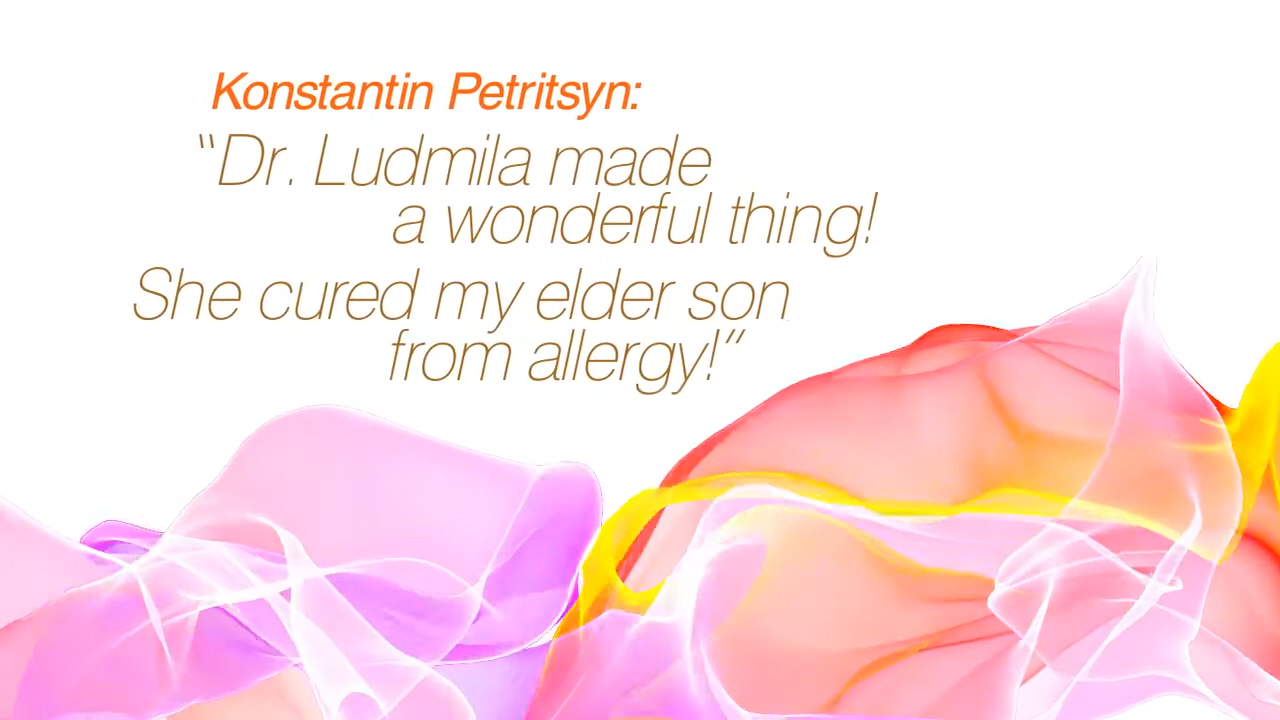 Konstantin Petritsyn:
“Dr. Ludmila made
a wonderful thing!
She cured my elder son
from allergy!”